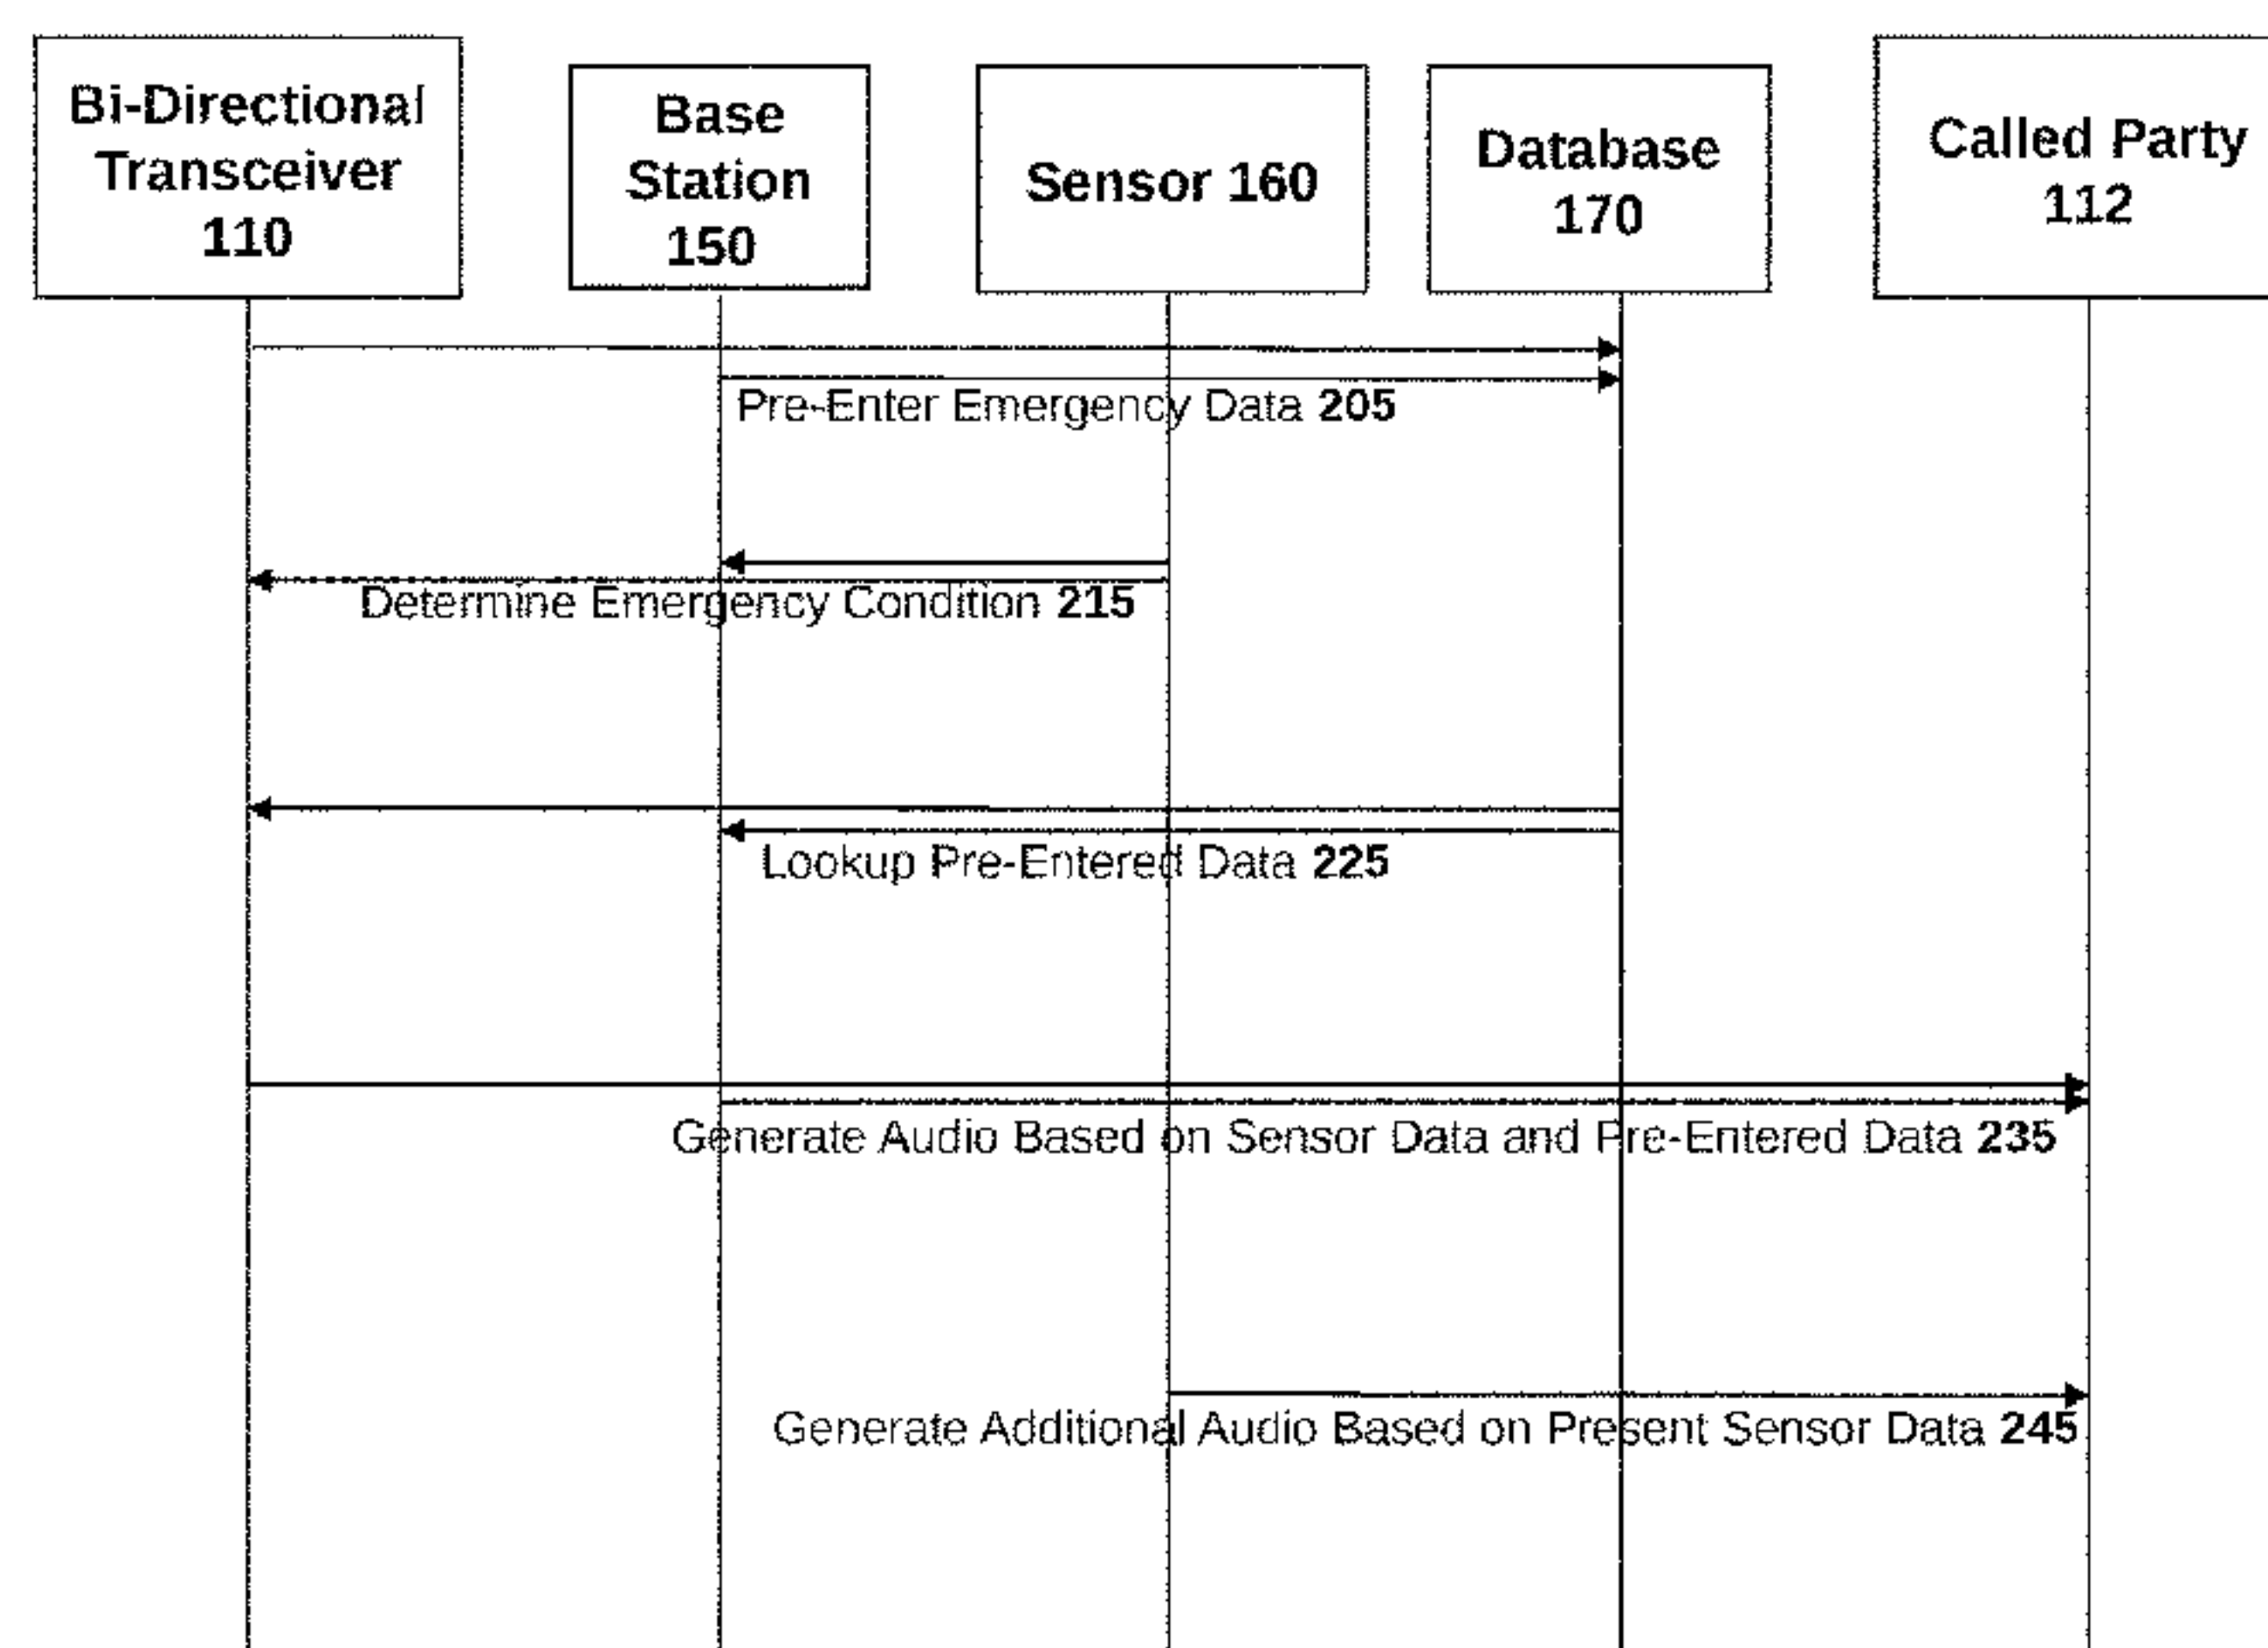 Bi-Directional
Transceiver
110
Base
Station
150
Sensor 160
Database
170
Called Party
112
Pre-Enter Emergency Data 205
Determine Emergency Condition 215
Lookup Pre-Entered Data 225
Generate Audio Based on Sensor Data and Pre-Entered Data 235
Generate Additional Audio Based on Present Sensor Data 245